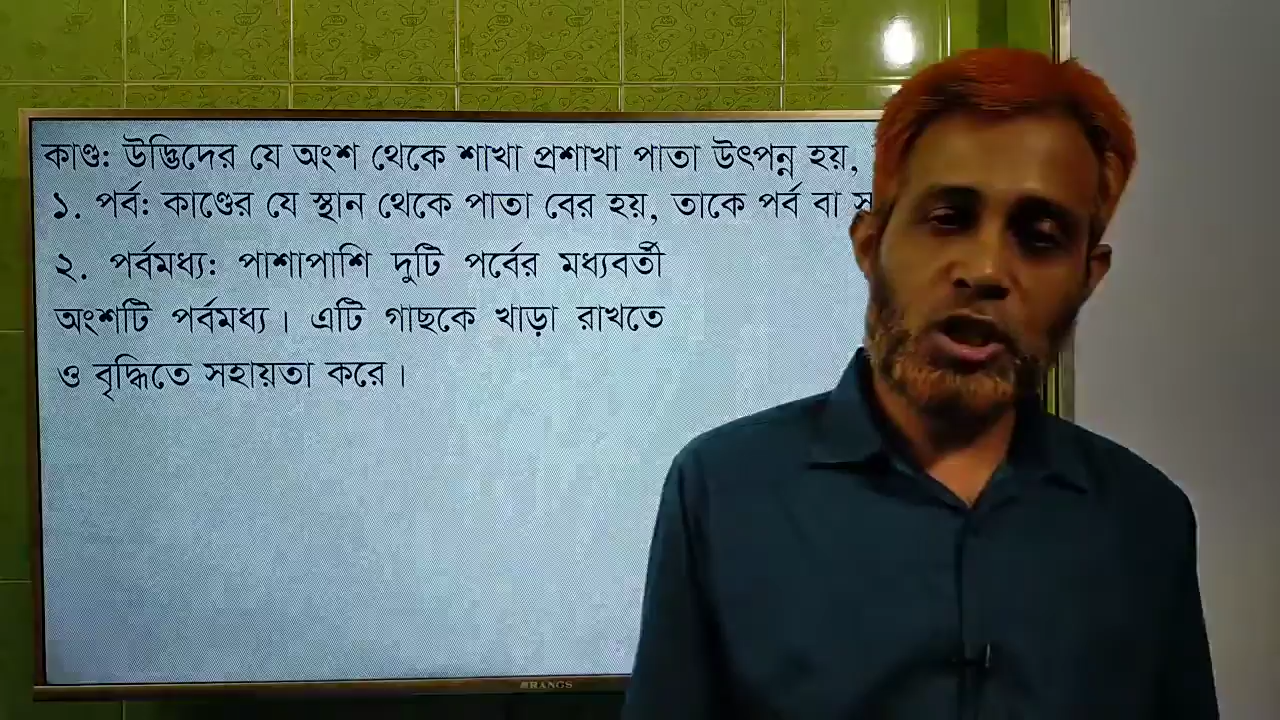 কাণ্ড: উদ্ভিদের যে অংশ থেকে শাখা প্রশাখা পাতা উৎপন্ন হয়,
১. পর্ব: কাণ্ডের যে স্থান থেকে পাতা বের হয়, তাকে পর্ব বা
২. পর্বমধ্য: পাশাপাশি দুটি পর্বের মধ্যবর্তী
অংশটি পর্বমধ্য। এটি গাছকে খাড়া রাখতে
ও বৃদ্ধিতে সহায়তা করে।
RANGS